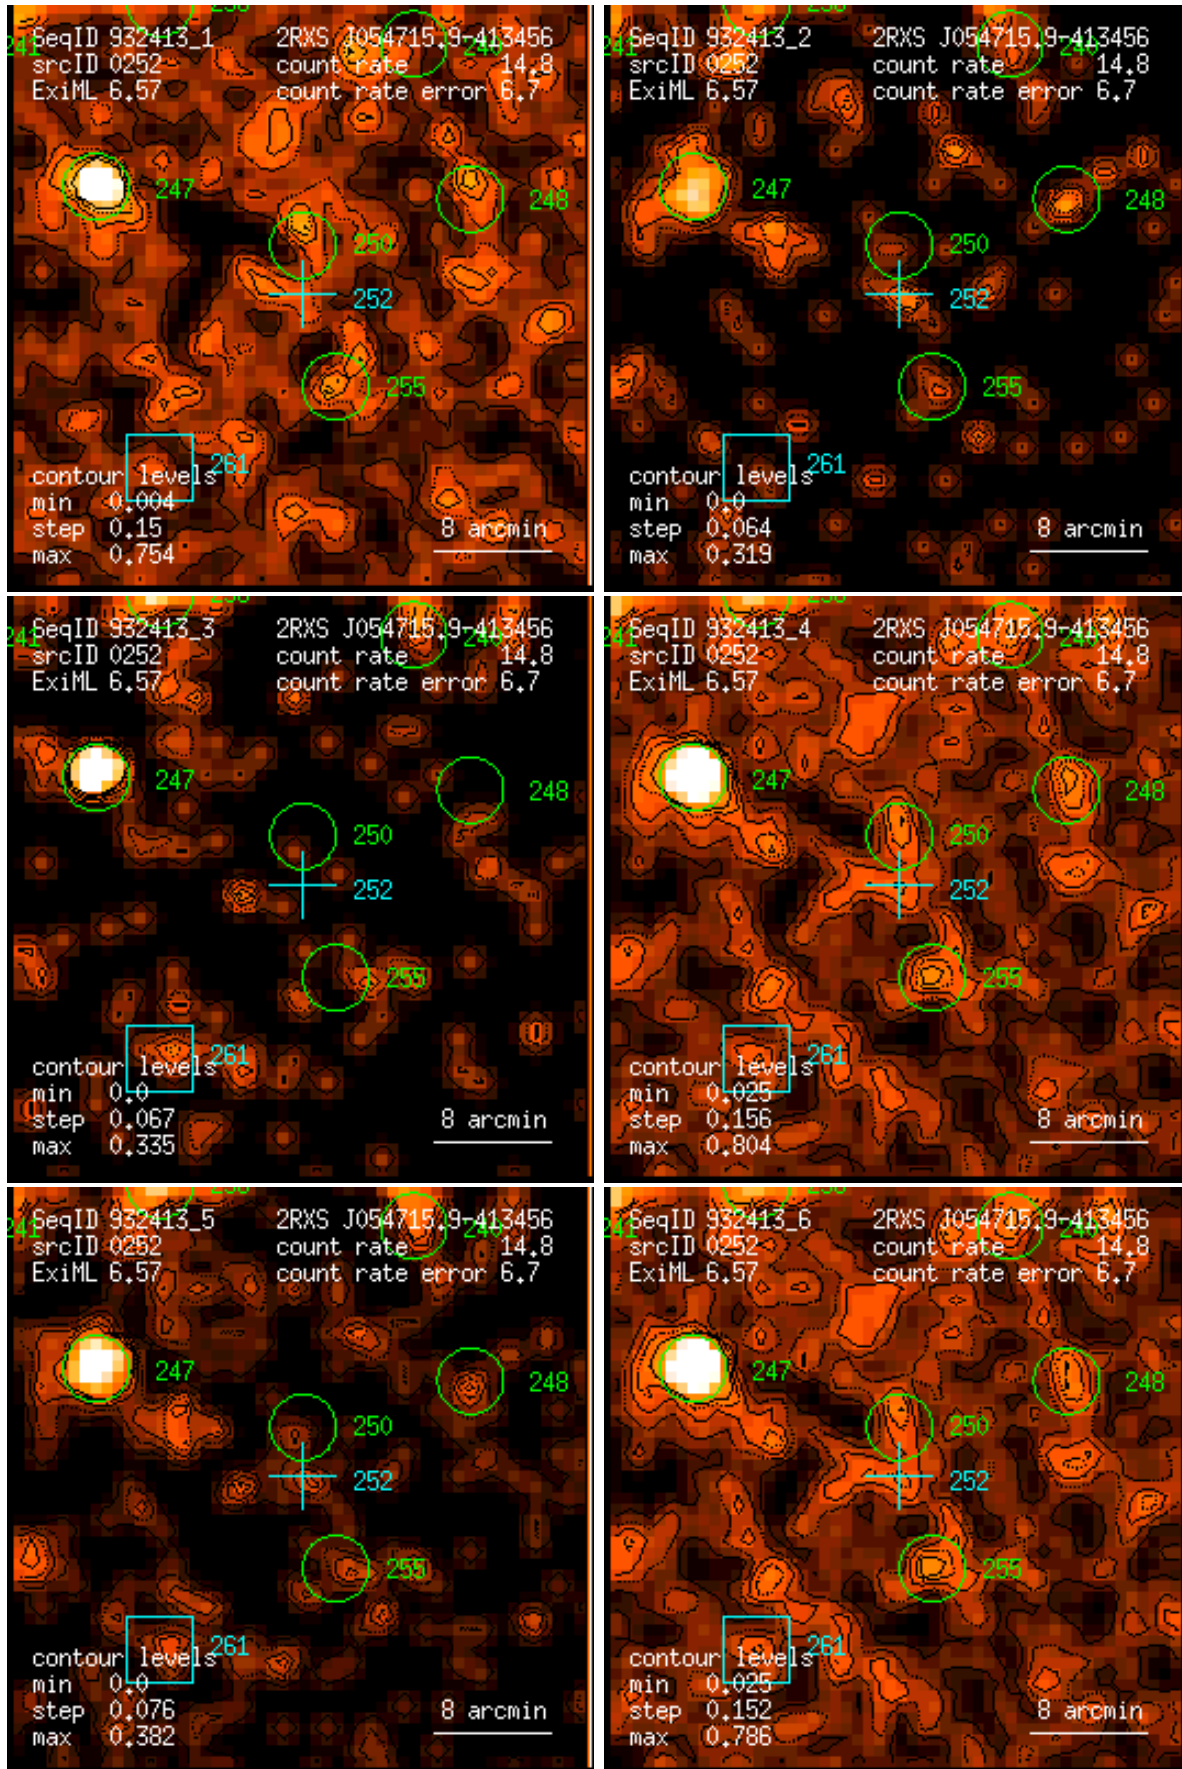 SeqID 932413_1 2RXS J054715.9-413456
241
srcID 0252 count rate 14.8
ExiML 6.57 count rate error 6.7
247
248
250
252
255
261
contour levels
min 0.004
step 0.15 8 arcmin
max 0.754
SeqID 932413_2 2RXS J054715.9-413456
241
srcID 0252 count rate 14.8
ExiML 6.57 count rate error 6.7
247
248
250
252
255
261
contour levels
min 0.0
step 0.064 8 arcmin
max 0.319
SeqID 932413_3 2RXS J054715.9-413456
241
srcID 0252 count rate 14.8
ExiML 6.57 count rate error 6.7
247
248
250
252
255
261
contour levels
min 0.0
step 0.067 8 arcmin
max 0.335
SeqID 932413_4 2RXS J054715.9-413456
241
srcID 0252 count rate 14.8
ExiML 6.57 count rate error 6.7
247
248
250
252
255
261
contour levels
min 0.025
step 0.156 8 arcmin
max 0.804
SeqID 932413_5 2RXS J054715.9-413456
241
srcID 0252 count rate 14.8
ExiML 6.57 count rate error 6.7
247
248
250
252
255
261
contour levels
min 0.0
step 0.076 8 arcmin
max 0.382
SeqID 932413_6 2RXS J054715.9-413456
241
srcID 0252 count rate 14.8
ExiML 6.57 count rate error 6.7
247
248
250
252
255
261
contour levels
min 0.025
step 0.152 8 arcmin
max 0.786